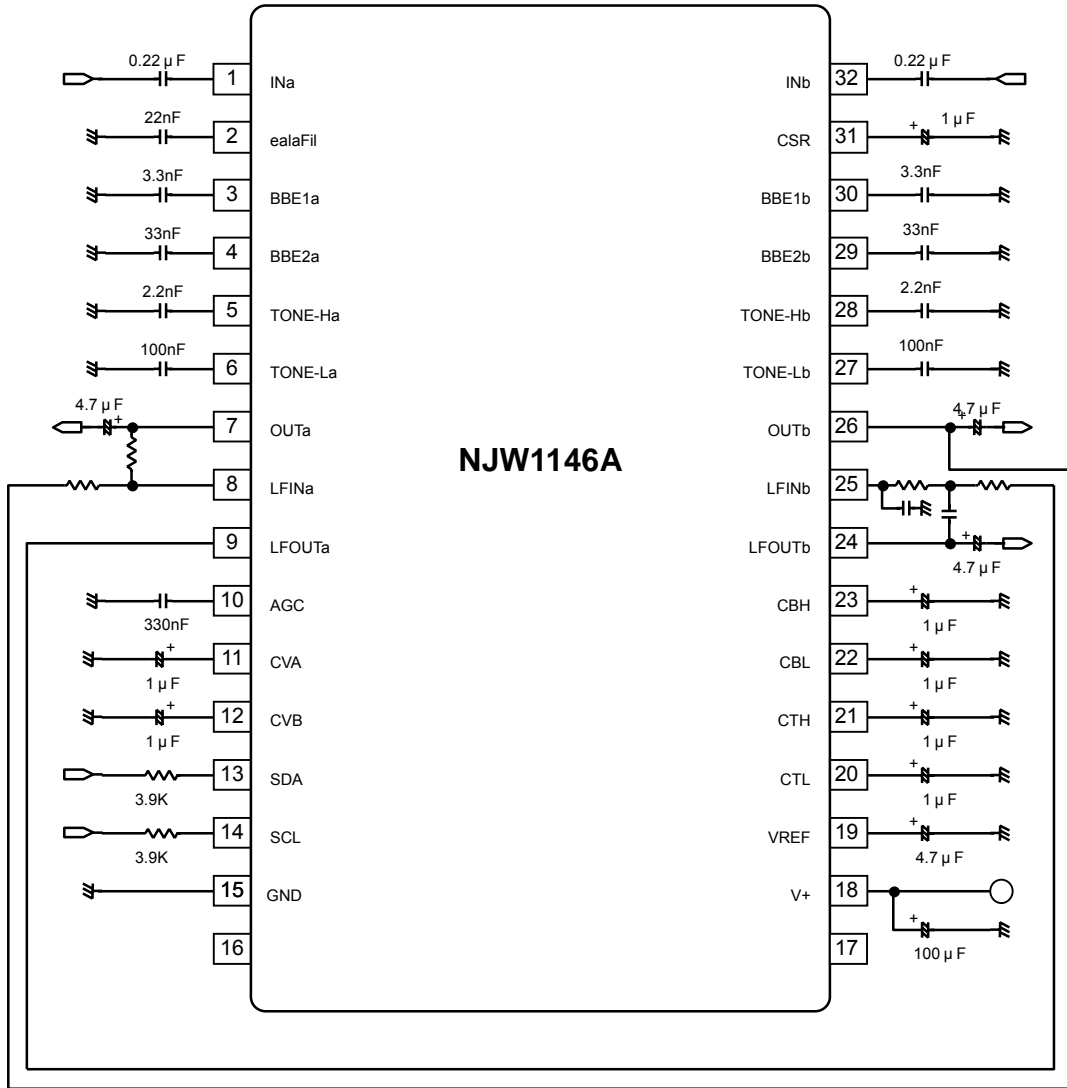 0.22 μ F 1 INa INb 32 0.22 μ F
22nF 2 ealaFil CSR 31 + 1 μ F
3.3nF 3 BBE1a BBE1b 30 3.3nF
33nF 4 BBE2a BBE2b 29 33nF
2.2nF 5 TONE-Ha TONE-Hb 28 2.2nF
100nF 6 TONE-La TONE-Lb 27 100nF
4.7 μ F + 7 OUTa OUTb 26 + 4.7 μ F
NJW1146A
8 LFINa LFINb 25
9 LFOUTa LFOUTb 24 + 4.7 μ F
330nF 10 AGC CBH 23 + 1 μ F
+ 1 μ F 11 CVA CBL 22 + 1 μ F
+ 1 μ F 12 CVB CTH 21 + 1 μ F
3.9K 13 SDA CTL 20 + 1 μ F
3.9K 14 SCL VREF 19 + 4.7 μ F
15 GND V+ 18
16 17 + 100 μ F